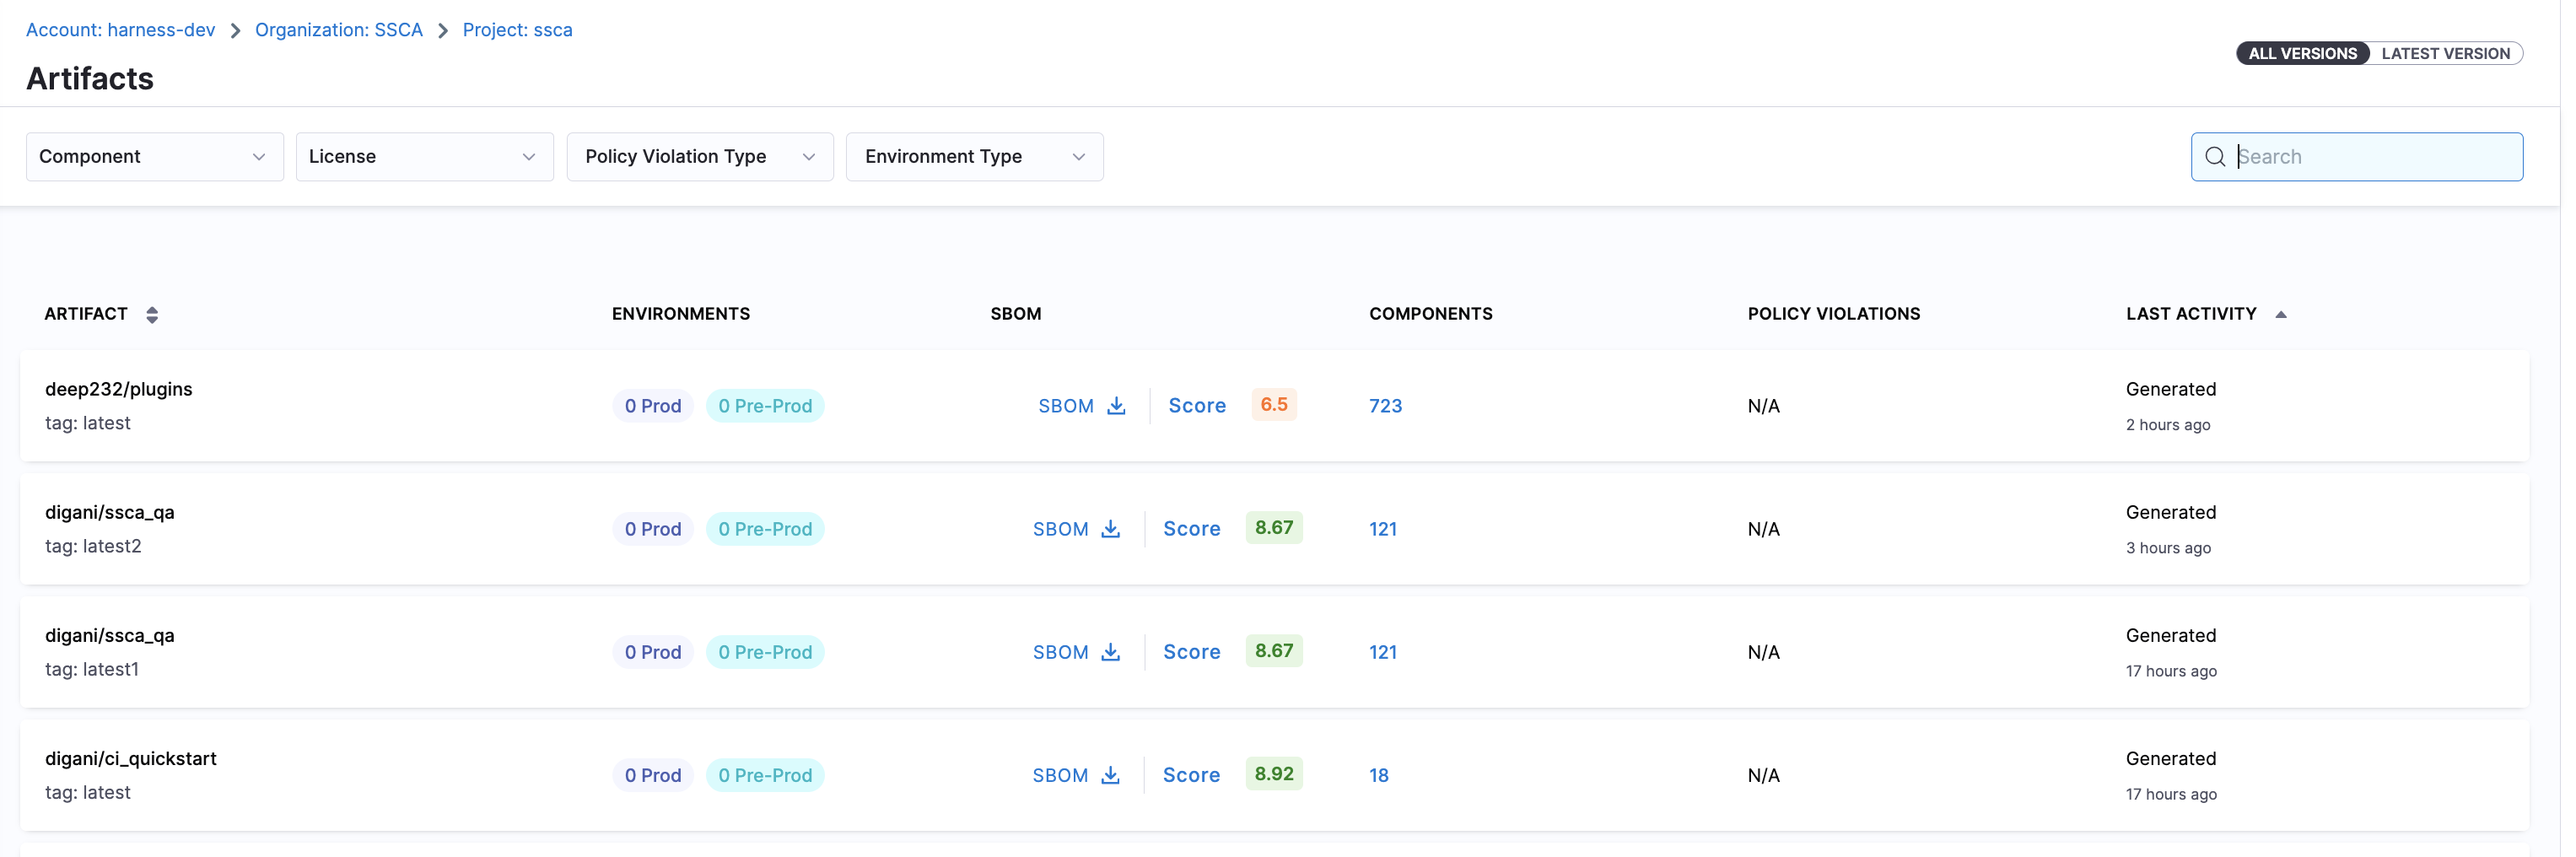 Account: harness-dev > Organization: SSCA > Project: ssca
Artifacts
ALL VERSIONS LATEST VERSION
Component License Policy Violation Type Environment Type Search
ARTIFACT ENVIRONMENTS SBOM COMPONENTS POLICY VIOLATIONS LAST ACTIVITY
deep232/plugins
tag: latest
0 Prod 0 Pre-Prod SBOM Score 6.5 723 N/A
Generated
2 hours ago
digani/ssca_qa
tag: latest2
0 Prod 0 Pre-Prod SBOM Score 8.67 121 N/A
Generated
3 hours ago
digani/ssca_qa
tag: latest1
0 Prod 0 Pre-Prod SBOM Score 8.67 121 N/A
Generated
17 hours ago
digani/ci_quickstart
tag: latest
0 Prod 0 Pre-Prod SBOM Score 8.92 18 N/A
Generated
17 hours ago